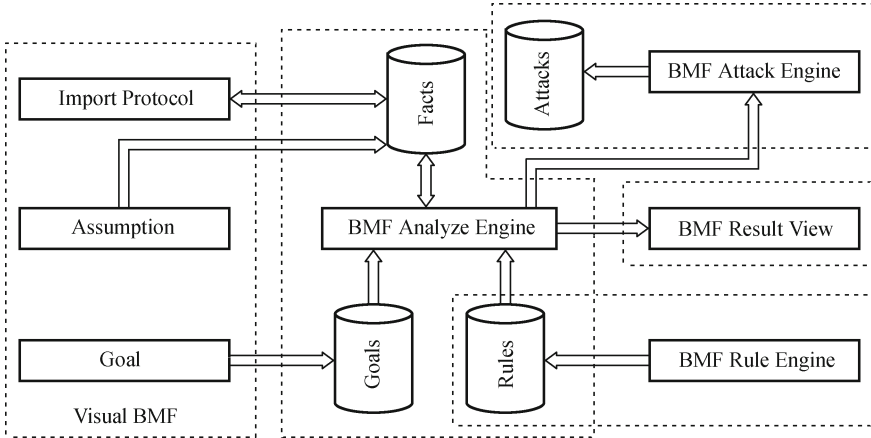 Import Protocol
Facts
Attacks
BMF Attack Engine
Assumption
BMF Analyze Engine
BMF Result View
Goal
Goals
Rules
BMF Rule Engine
Visual BMF